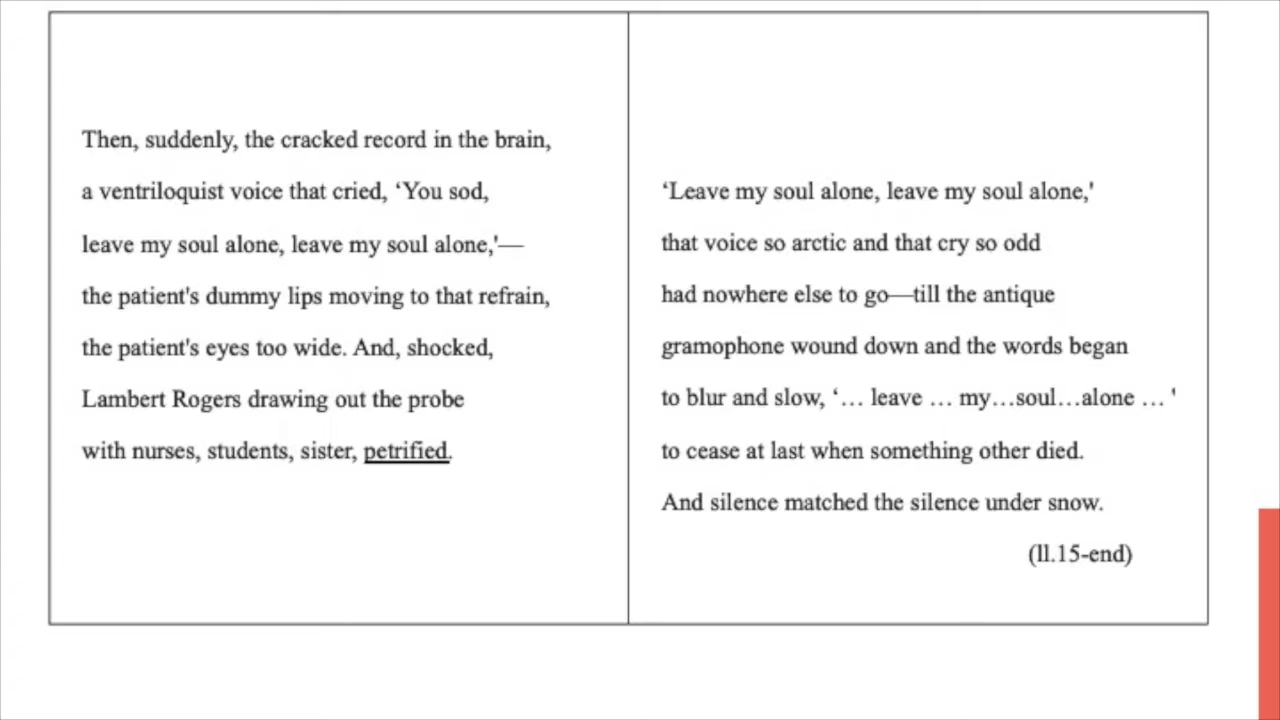 Then, suddenly, the cracked record in the brain,
a ventriloquist voice that cried, ‘You sod,
leave my soul alone, leave my soul alone,'—
the patient's dummy lips moving to that refrain,
the patient's eyes too wide. And, shocked,
Lambert Rogers drawing out the probe
with nurses, students, sister, petrified.
‘Leave my soul alone, leave my soul alone,'
that voice so arctic and that cry so odd
had nowhere else to go—till the antique
gramophone wound down and the words began
to blur and slow, ‘… leave … my…soul…alone … '
to cease at last when something other died.
And silence matched the silence under snow.
(ll.15-end)